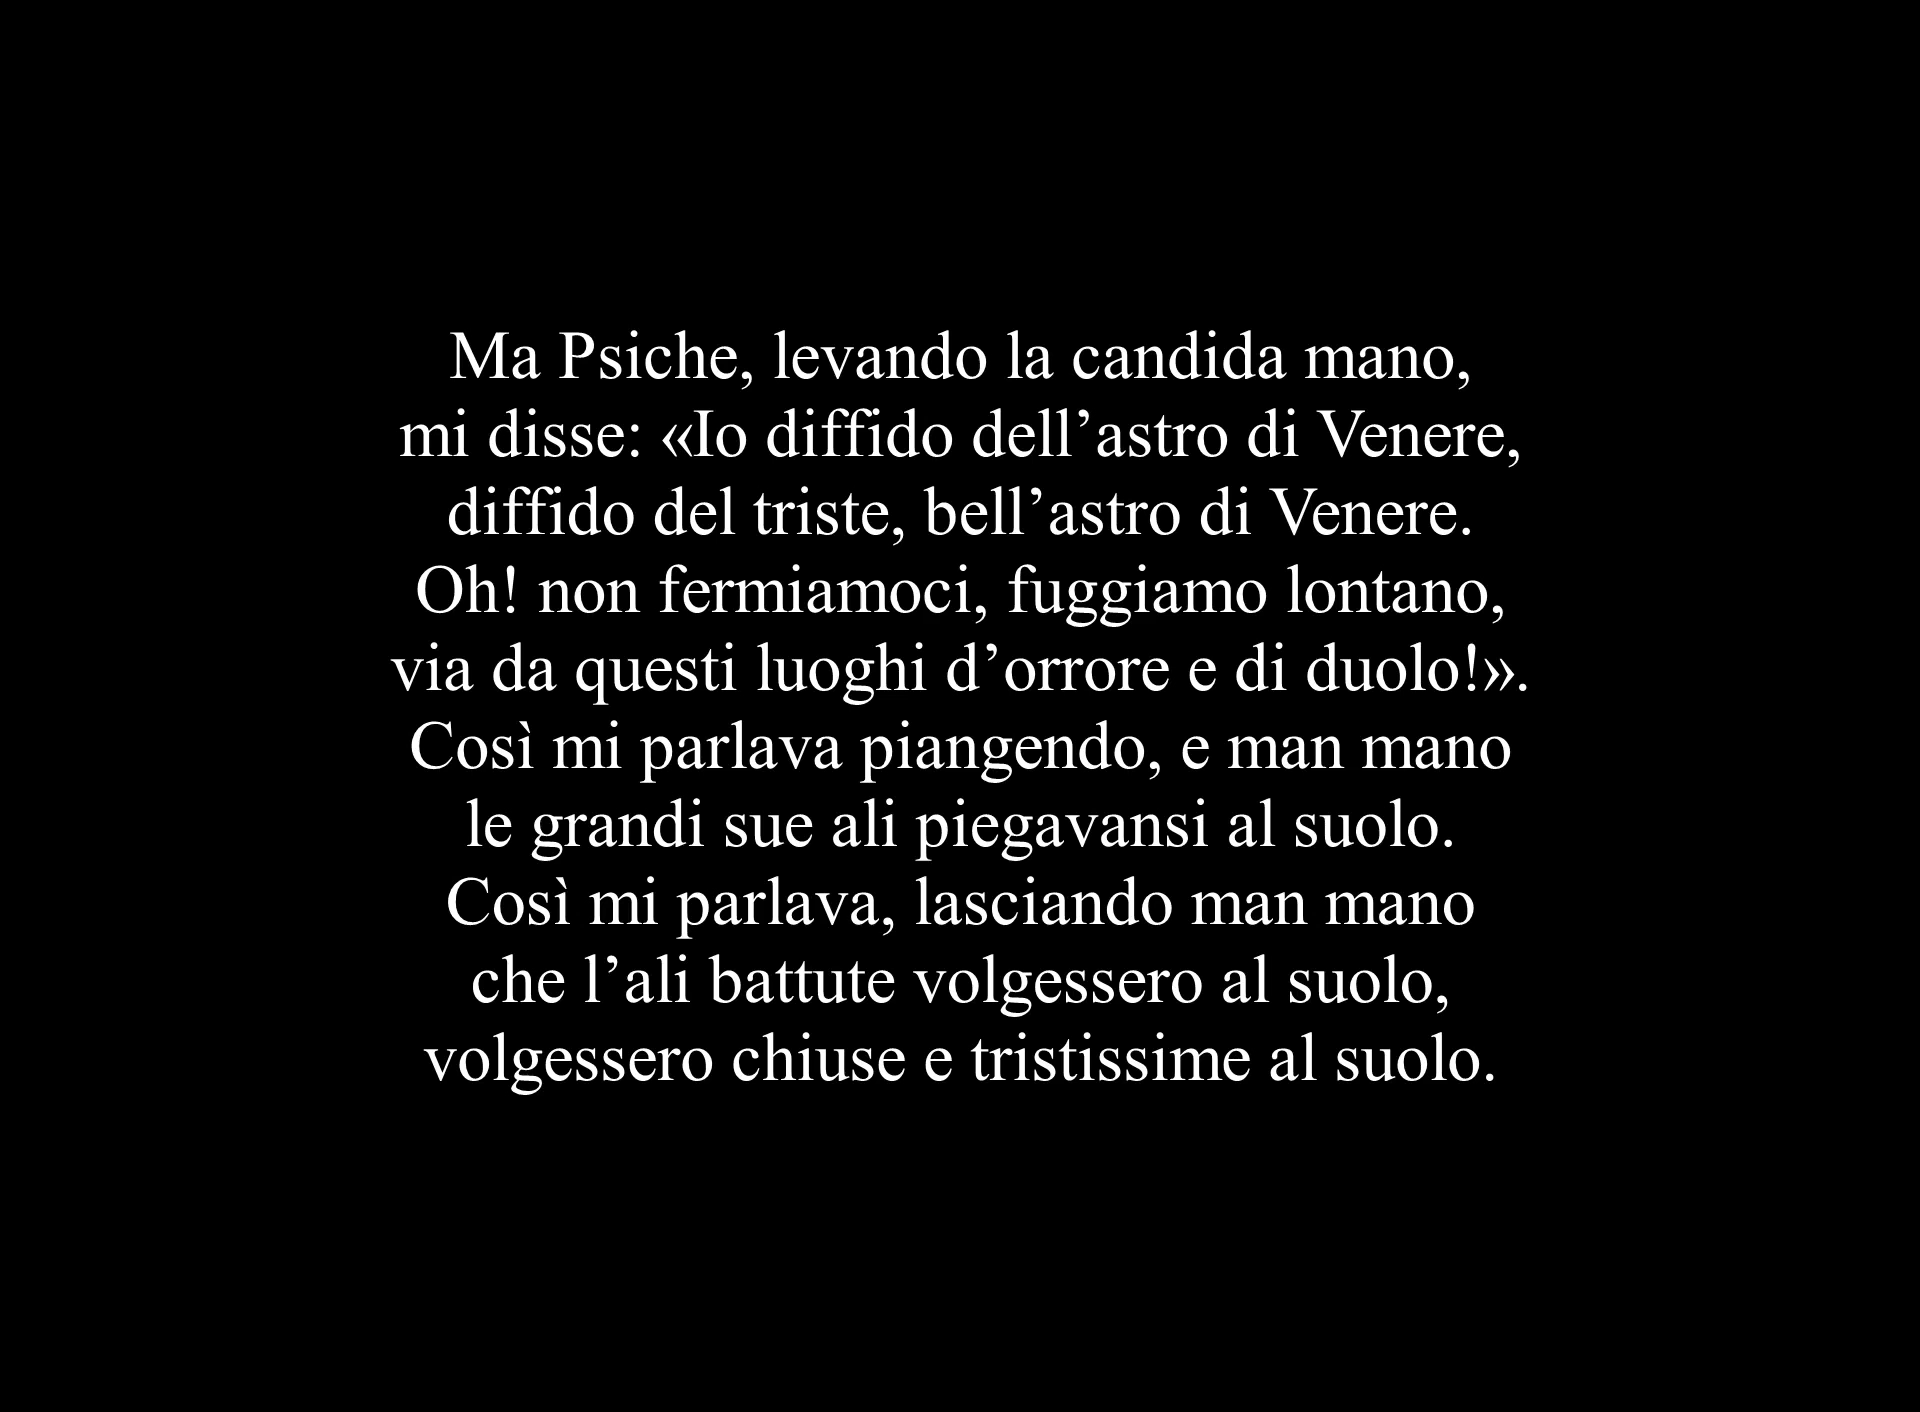 Ma Psiche, levando la candida mano,
mi disse: «Io diffido dell’astro di Venere,
diffido del triste, bell’astro di Venere.
Oh! non fermiamoci, fuggiamo lontano,
via da questi luoghi d’orrore e di duolo!».
Così mi parlava piangendo, e man mano
le grandi sue ali piegavansi al suolo.
Così mi parlava, lasciando man mano
che l’ali battute volgessero al suolo,
volgessero chiuse e tristissime al suolo.